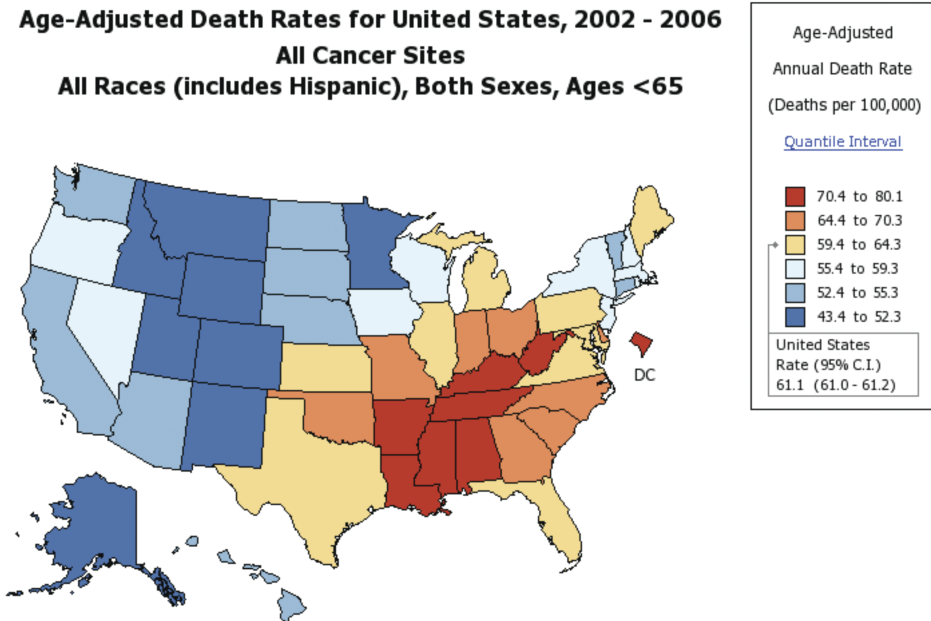 Age-Adjusted Death Rates for United States, 2002 - 2006
All Cancer Sites
All Races (includes Hispanic), Both Sexes, Ages <65
Age-Adjusted
Annual Death Rate
(Deaths per 100,000)
Quantile Interval
70.4 to 80.1
64.4 to 70.3
59.4 to 64.3
55.4 to 59.3
52.4 to 55.3
43.4 to 52.3
United States
Rate (95% C.I.)
61.1 (61.0 - 61.2)
DC